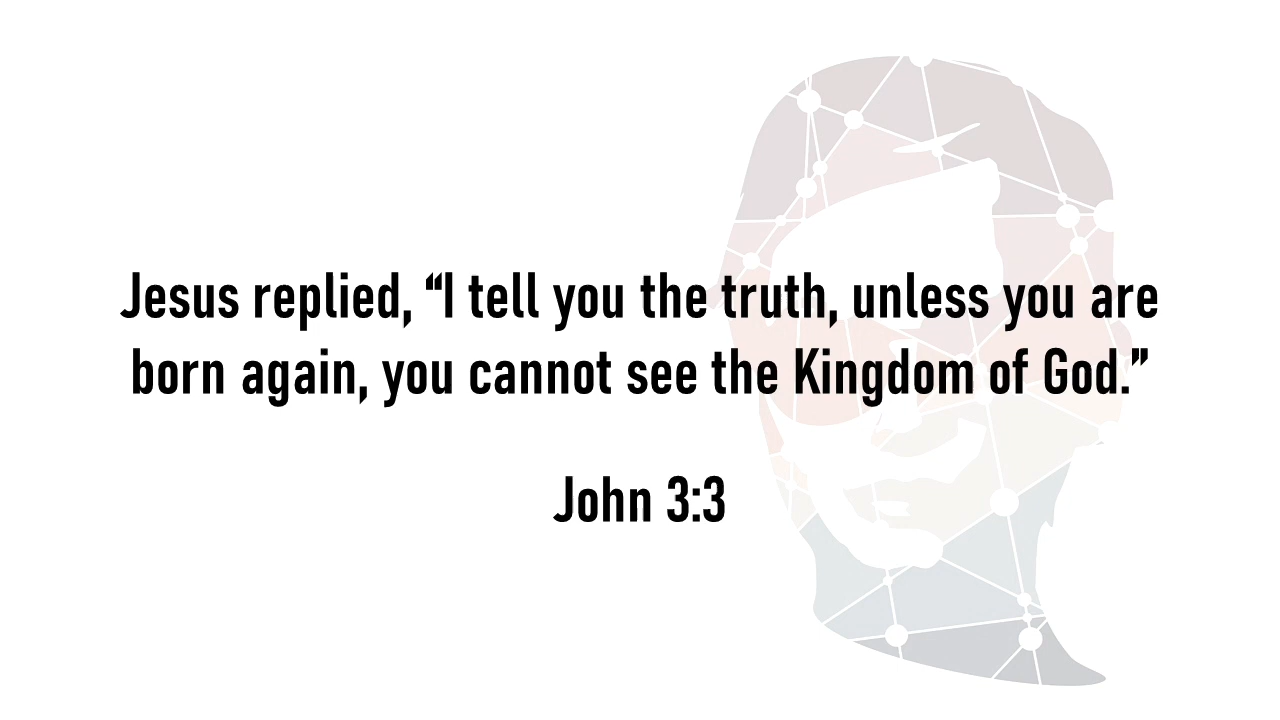 Jesus replied, “I tell you the truth, unless you are
born again, you cannot see the Kingdom of God.”
John 3:3